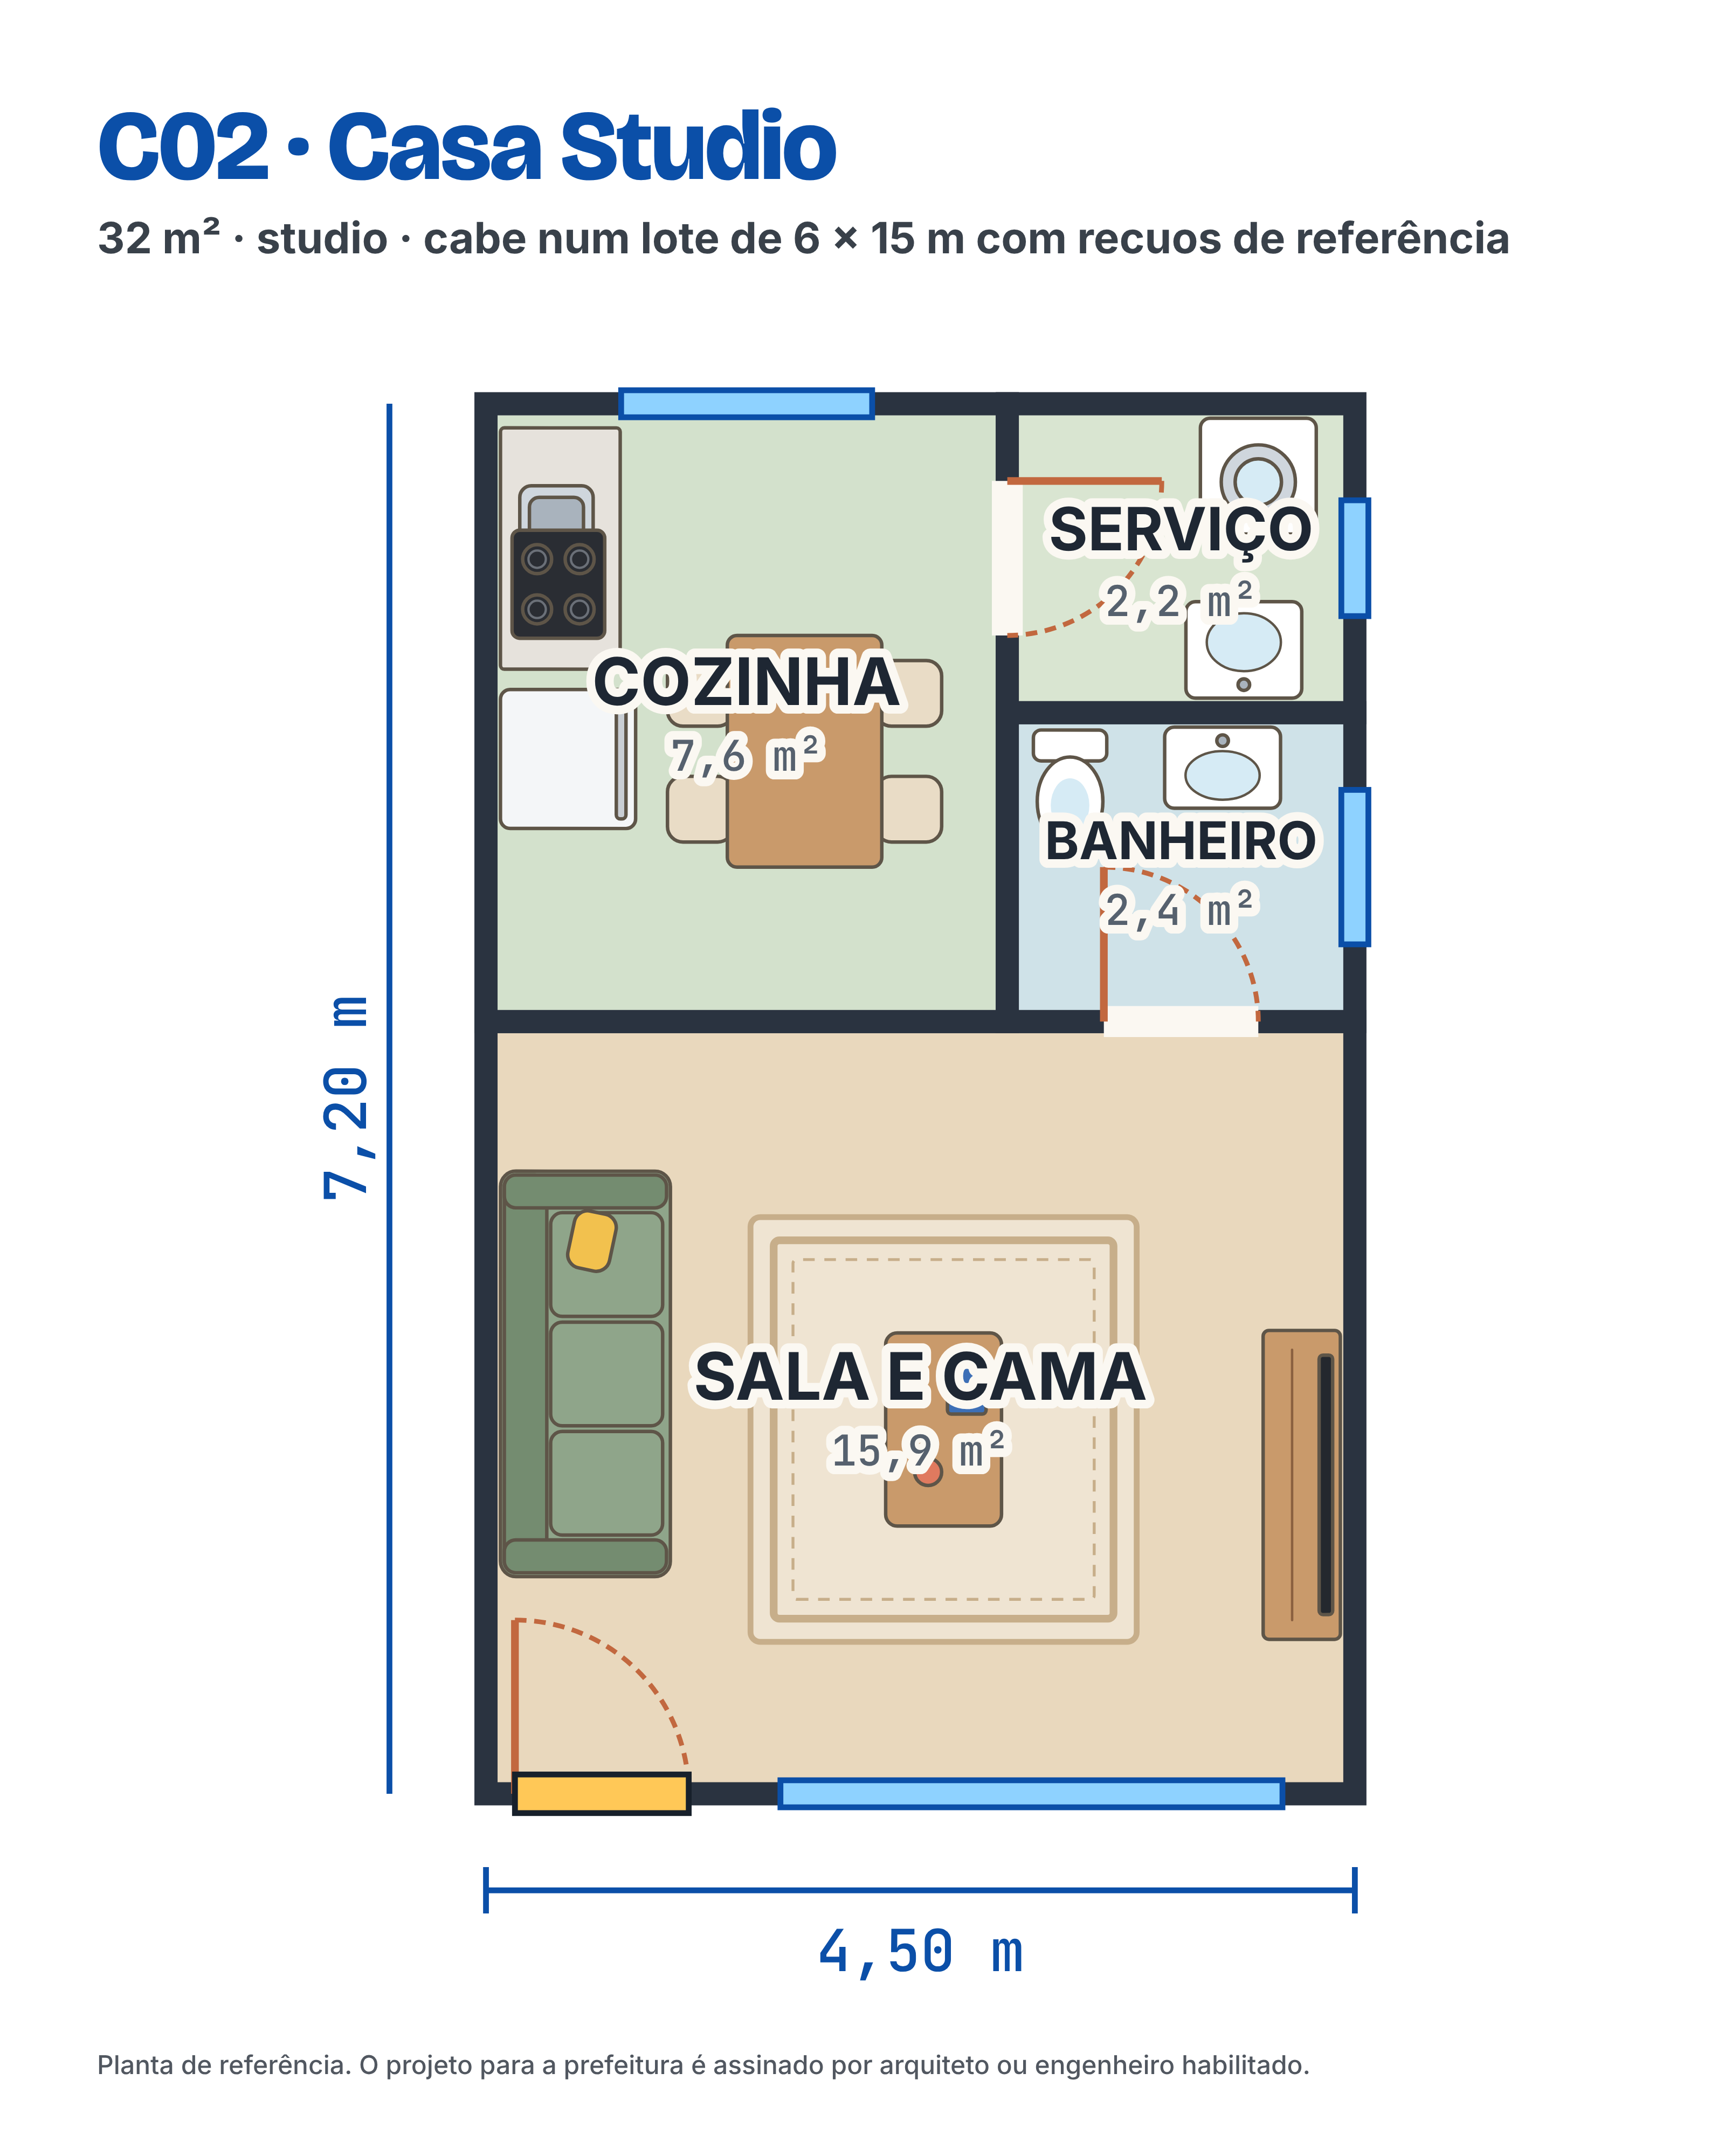 C02 · Casa Studio
32 m² · studio · cabe num lote de 6 × 15 m com recuos de referência
SERVIÇO
2,2 m²
COZINHA
7,6 m²
BANHEIRO
2,4 m²
7,20 m
SALA E CAMA
15,9 m²
4,50 m
Planta de referência. O projeto para a prefeitura é assinado por arquiteto ou engenheiro habilitado.